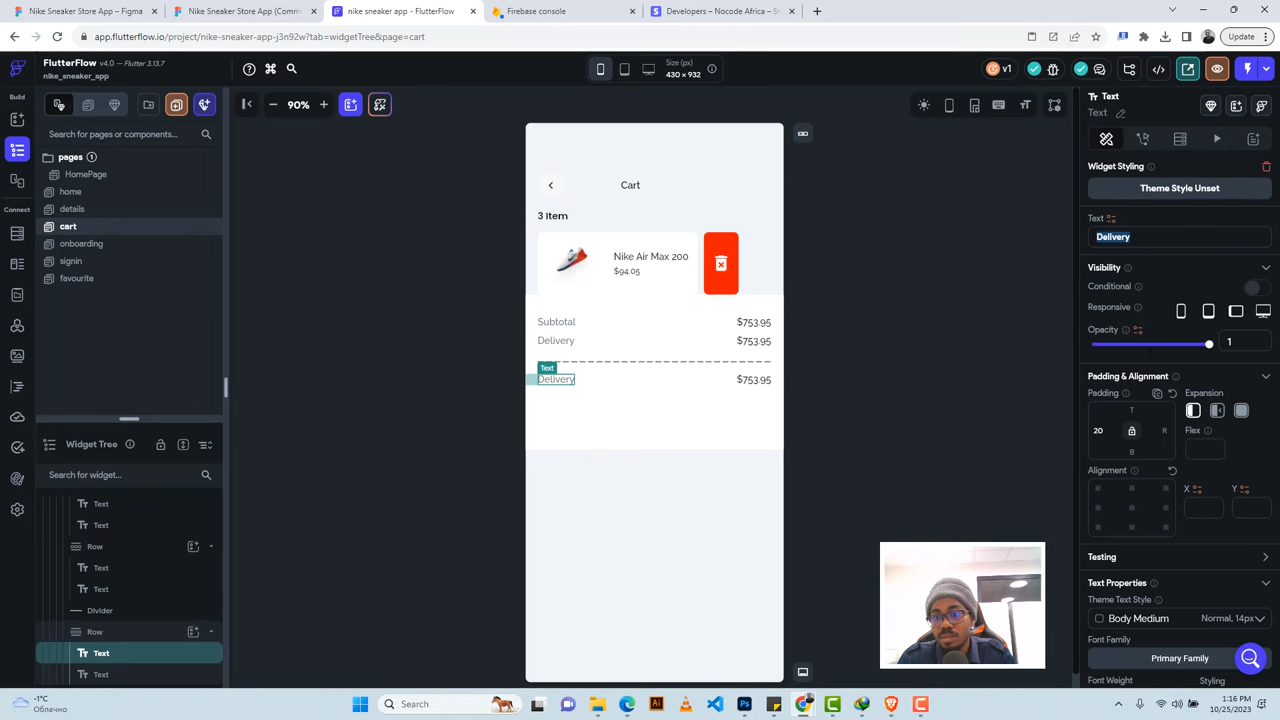 Nike Sneaker Store App – Figma
Nike Sneaker Store App (Comm
nike sneaker app - FlutterFlow
Firebase console
Developers – Nocode Africa – St
app.flutterflow.io/project/nike-sneaker-app-j3n92w?tab=widgetTree&page=cart
Update
FlutterFlow v4.0 • Flutter 3.13.7
nike_sneaker_app
Size (px)
430 × 932
v1
Build
Search for pages or components...
90%
pages 1
HomePage
home
details
cart
onboarding
signin
favourite
Connect
Widget Tree
Search for widget...
Text
Text
Row
Text
Text
Divider
Row
Text
Text
Cart
3 Item
Nike Air Max 200
$94.05
Subtotal
$753.95
Delivery
$753.95
Text
Delivery
$753.95
Text
Text
Widget Styling
Theme Style Unset
Text
Delivery
Visibility
Conditional
Responsive
Opacity
1
Padding & Alignment
Padding
Expansion
T
20
R
B
Flex
Alignment
X
Y
Testing
Text Properties
Theme Text Style
Body Medium
Normal, 14px
Font Family
Primary Family
Font Weight
Styling
-1°C
Облачно
Search
1:16 PM
10/25/2023